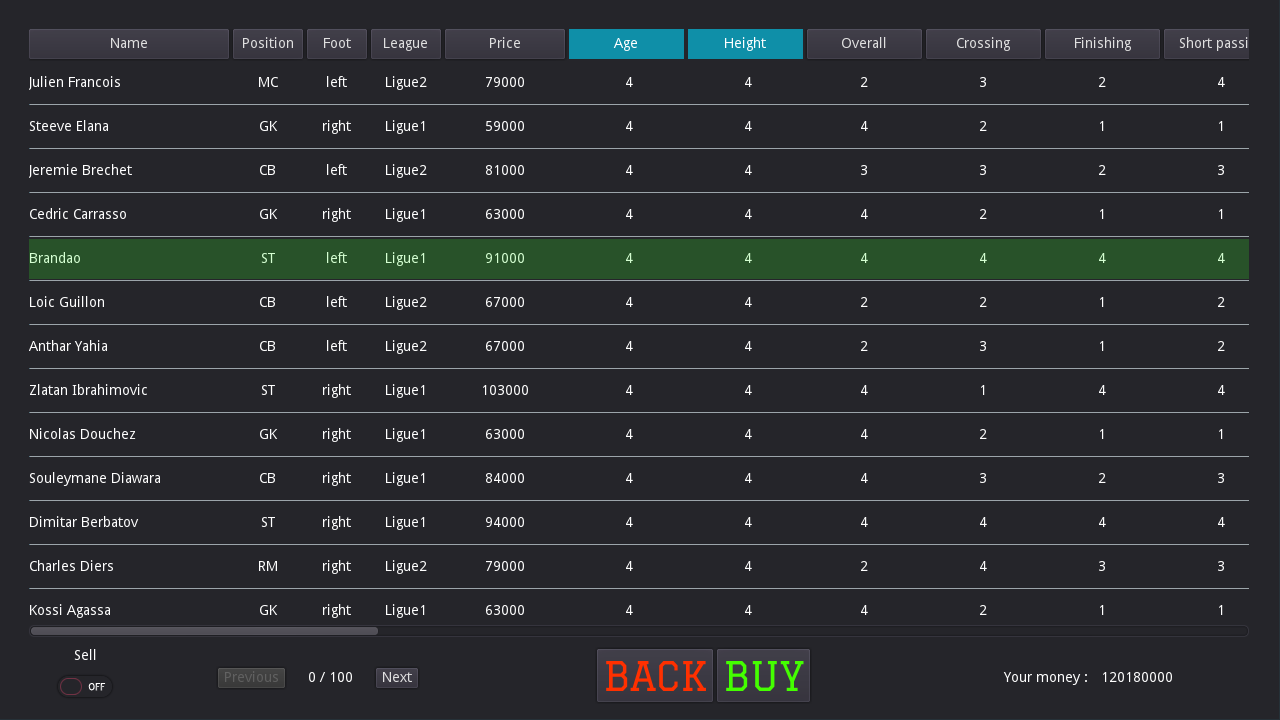 Name Position Foot League Price Age Height Overall Crossing Finishing Short passi
Julien Francois MC left Ligue2 79000 4 4 2 3 2 4
Steeve Elana GK right Ligue1 59000 4 4 4 2 1 1
Jeremie Brechet CB left Ligue2 81000 4 4 3 3 2 3
Cedric Carrasso GK right Ligue1 63000 4 4 4 2 1 1
Brandao ST left Ligue1 91000 4 4 4 4 4 4
Loic Guillon CB left Ligue2 67000 4 4 2 2 1 2
Anthar Yahia CB left Ligue2 67000 4 4 2 3 1 2
Zlatan Ibrahimovic ST right Ligue1 103000 4 4 4 1 4 4
Nicolas Douchez GK right Ligue1 63000 4 4 4 2 1 1
Souleymane Diawara CB right Ligue1 84000 4 4 4 3 2 3
Dimitar Berbatov ST right Ligue1 94000 4 4 4 4 4 4
Charles Diers RM right Ligue2 79000 4 4 2 4 3 3
Kossi Agassa GK right Ligue1 63000 4 4 4 2 1 1
Sell
OFF Previous 0 / 100 Next BACK BUY Your money : 120180000